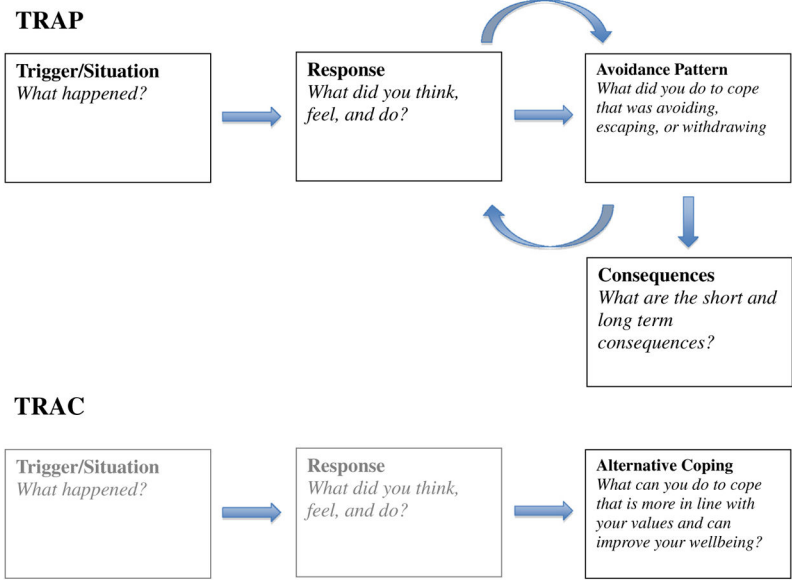 TRAP
Trigger/Situation
What happened?
Response
What did you think,
feel, and do?
Avoidance Pattern
What did you do to cope
that was avoiding,
escaping, or withdrawing
Consequences
What are the short and
long term
consequences?
TRAC
Trigger/Situation
What happened?
Response
What did you think,
feel, and do?
Alternative Coping
What can you do to cope
that is more in line with
your values and can
improve your wellbeing?